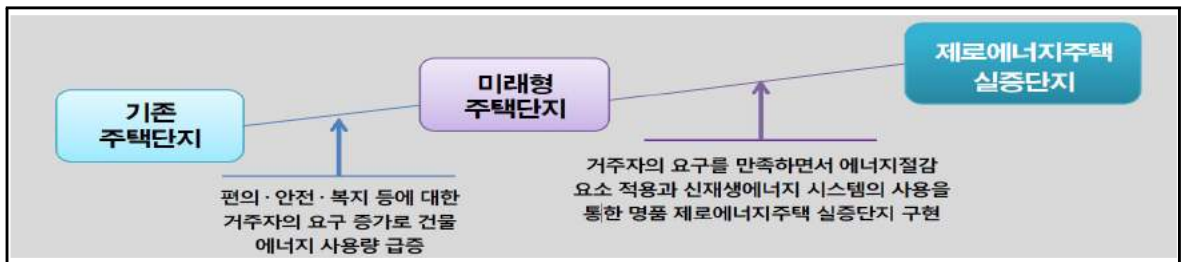 기존
주택단지
미래형
주택단지
제로에너지주택
실증단지
편의 · 안전 · 복지 등에 대한
거주자의 요구 증가로 건물
에너지 사용량 급증
거주자의 요구를 만족하면서 에너지절감
요소 적용과 신재생에너지 시스템의 사용을
통한 명품 제로에너지주택 실증단지 구현